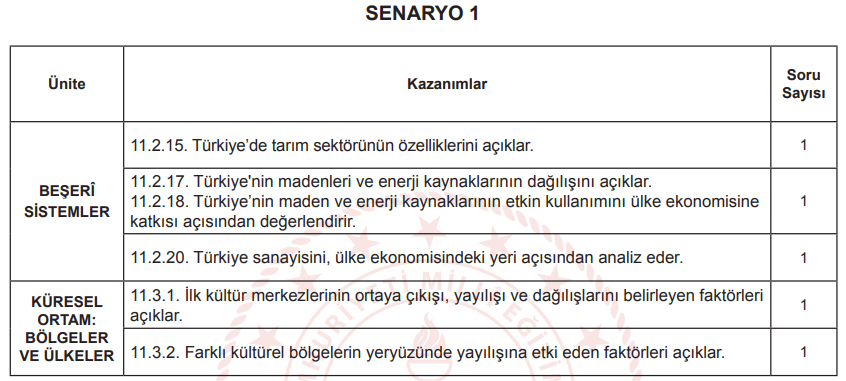 SENARYO 1
Ünite
Kazanımlar
Soru
Sayısı
BEŞERÎ
SİSTEMLER
11.2.15. Türkiye’de tarım sektörünün özelliklerini açıklar.
1
11.2.17. Türkiye'nin madenleri ve enerji kaynaklarının dağılışını açıklar.
11.2.18. Türkiye’nin maden ve enerji kaynaklarının etkin kullanımını ülke ekonomisine
katkısı açısından değerlendirir.
1
11.2.20. Türkiye sanayisini, ülke ekonomisindeki yeri açısından analiz eder.
1
KÜRESEL
ORTAM:
BÖLGELER
VE ÜLKELER
11.3.1. İlk kültür merkezlerinin ortaya çıkışı, yayılışı ve dağılışlarını belirleyen faktörleri
açıklar.
1
11.3.2. Farklı kültürel bölgelerin yeryüzünde yayılışına etki eden faktörleri açıklar.
1